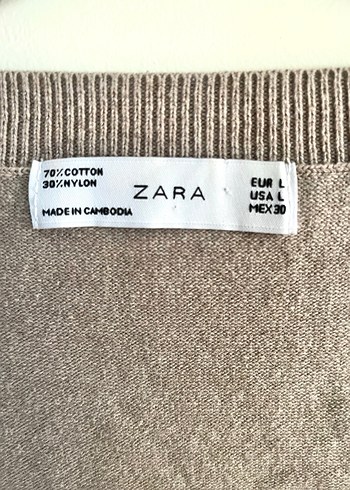 70% COTTON
30% NYLON
MADE IN CAMBODIA
ZARA
EUR L
USA L
MEX 30